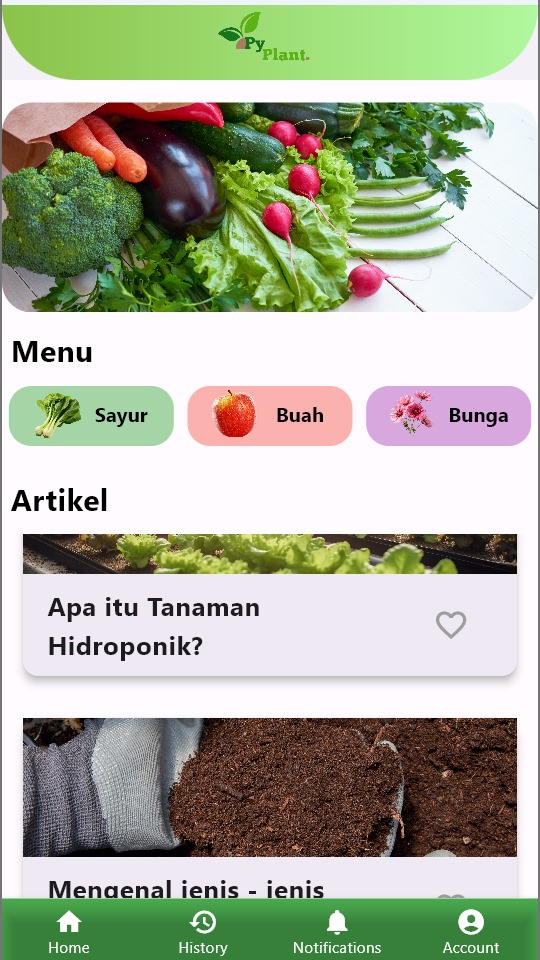 Py
Plant.
Menu
Sayur
Buah
Bunga
Artikel
Apa itu Tanaman
Hidroponik?
Mengenal jenis - jenis
Home
History
Notifications
Account